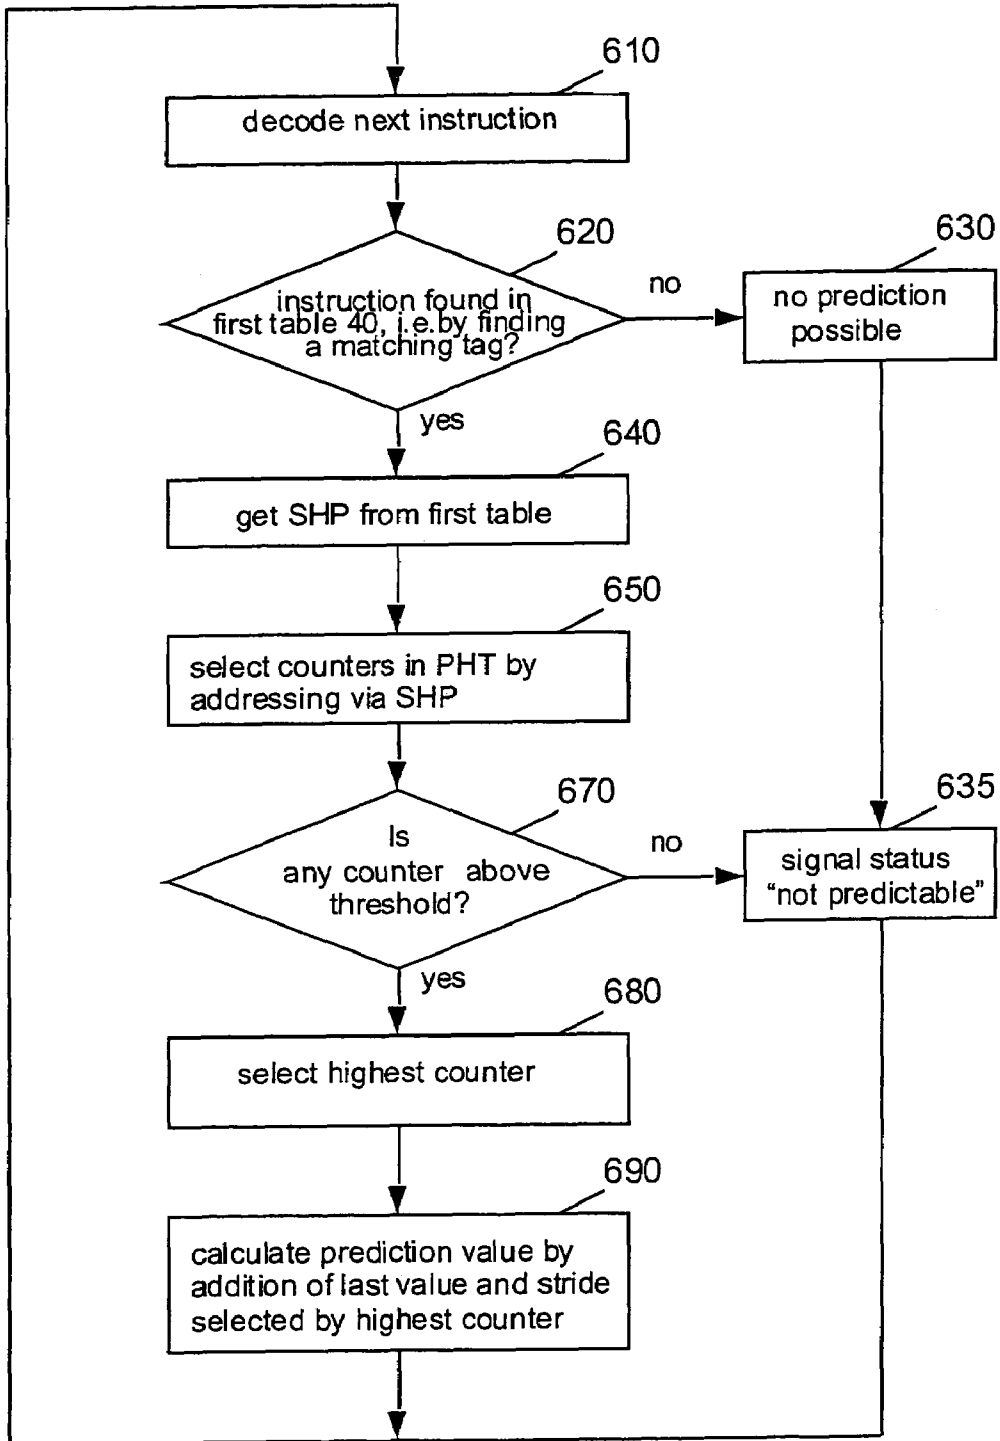 610
decode next instruction
620
630
instruction found in
first table 40, i.e.by finding
a matching tag?
no
no prediction
possible
yes
640
get SHP from first table
650
select counters in PHT by
addressing via SHP
670
635
Is
any counter above
threshold?
no
signal status
“not predictable”
yes
680
select highest counter
690
calculate prediction value by
addition of last value and stride
selected by highest counter